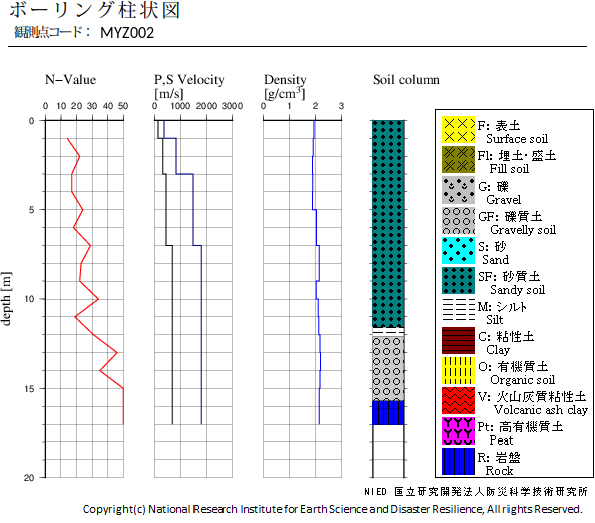 ボーリング柱状図
観測点コード： MYZ002
N-Value
P,S Velocity
[m/s]
Density
[g/cm³]
Soil column
0 10 20 30 40 50
0 1000 2000 3000
0 1 2 3
0
5
10
15
20
depth [m]
F: 表土
Surface soil
Fl: 埋土・盛土
Fill soil
G: 礫
Gravel
GF: 礫質土
Gravelly soil
S: 砂
Sand
SF: 砂質土
Sandy soil
M: シルト
Silt
C: 粘性土
Clay
O: 有機質土
Organic soil
V: 火山灰質粘性土
Volcanic ash clay
Pt: 高有機質土
Peat
R: 岩盤
Rock
NIED 国立研究開発法人防災科学技術研究所
Copyright(c) National Research Institute for Earth Science and Disaster Resilience, All rights Reserved.